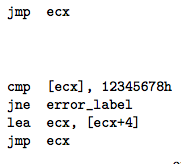 jmp ecx
cmp [ecx], 12345678h
jne error_label
lea ecx, [ecx+4]
jmp ecx